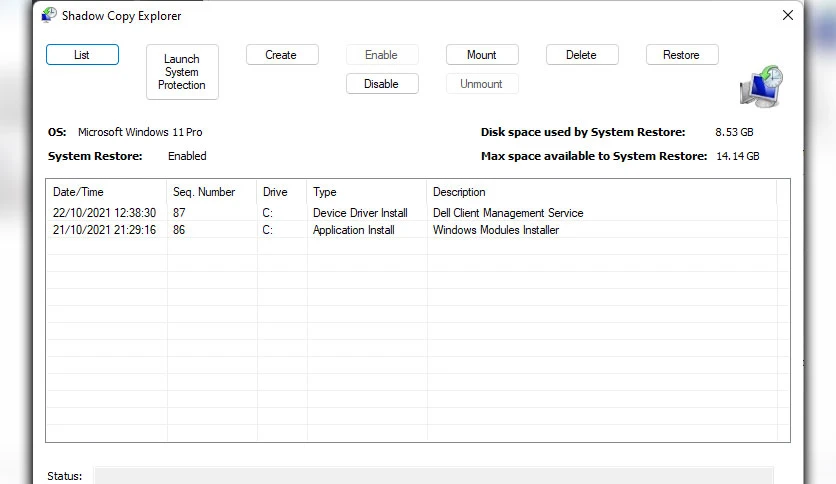 Shadow Copy Explorer
List
Launch
System
Protection
Create
Enable
Disable
Mount
Unmount
Delete
Restore
OS: Microsoft Windows 11 Pro
System Restore: Enabled
Disk space used by System Restore: 8.53 GB
Max space available to System Restore: 14.14 GB
Date/Time Seq. Number Drive Type Description
22/10/2021 12:38:30 87 C: Device Driver Install Dell Client Management Service
21/10/2021 21:29:16 86 C: Application Install Windows Modules Installer
Status: